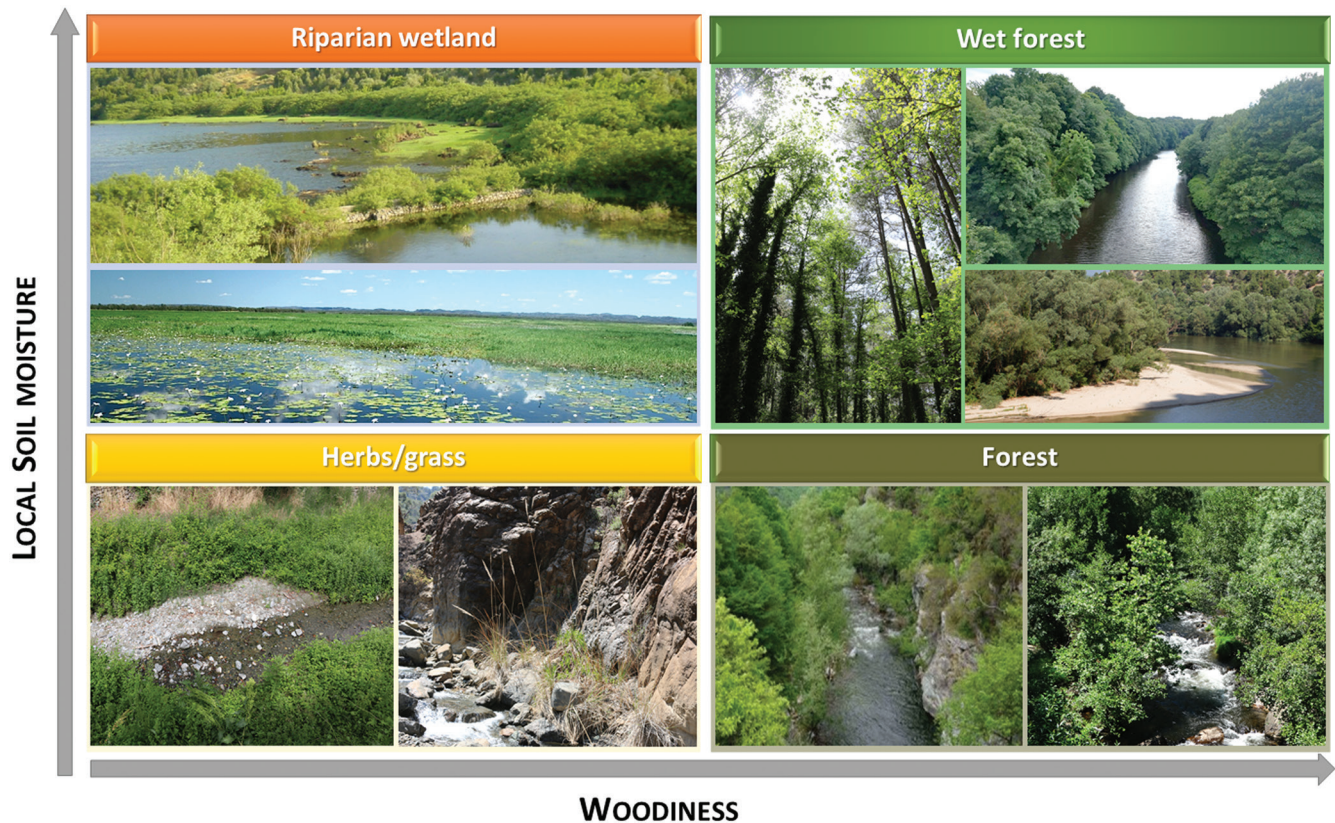 Riparian wetland
Wet forest
LOCAL SOIL MOISTURE
Herbs/grass
Forest
WOODINESS